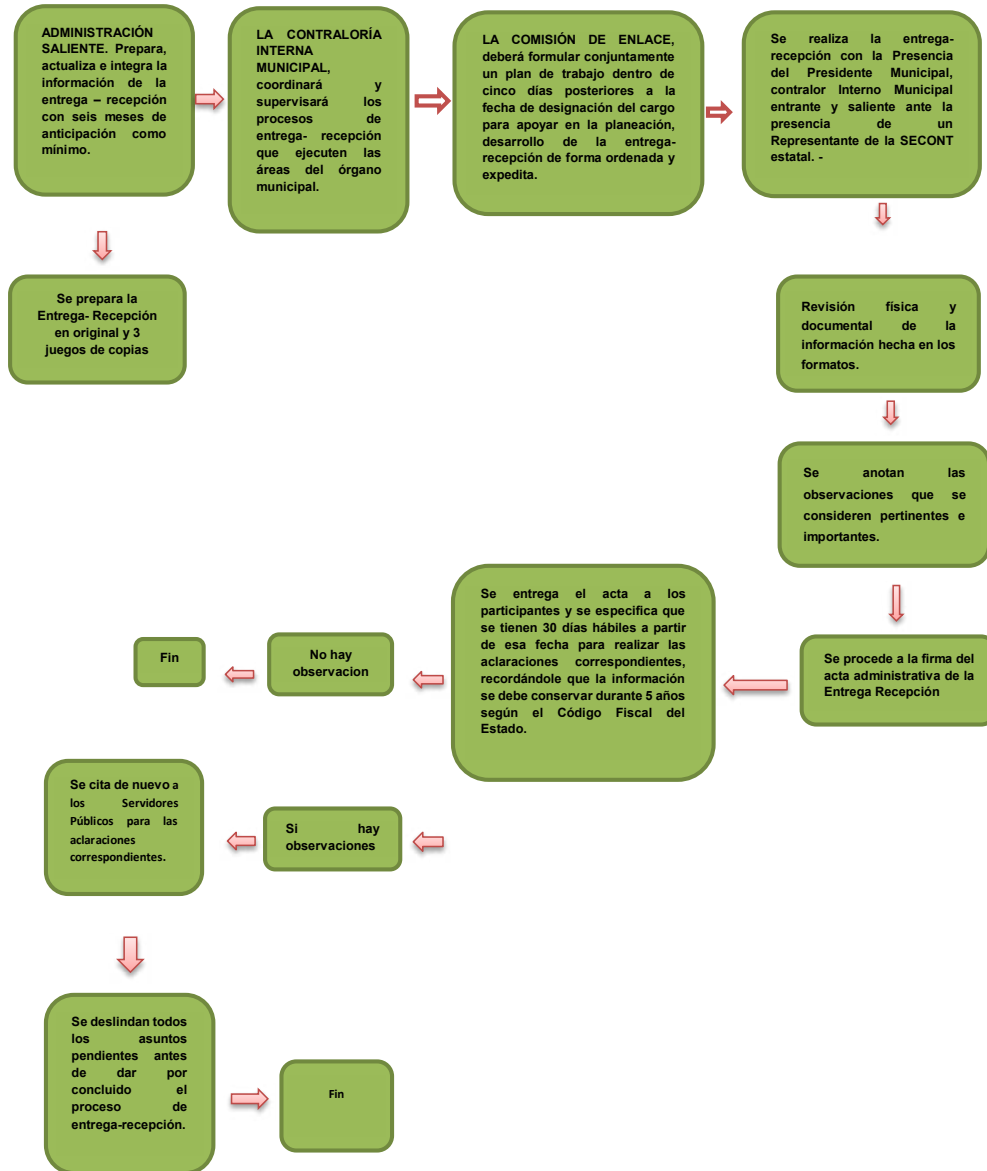 ADMINISTRACIÓN
SALIENTE. Prepara,
actualiza e integra la
información de la
entrega – recepción
con seis meses de
anticipación como
mínimo.
LA CONTRALORÍA
INTERNA
MUNICIPAL,
coordinará y
supervisará los
procesos de
entrega- recepción
que ejecuten las
áreas del órgano
municipal.
LA COMISIÓN DE ENLACE,
deberá formular conjuntamente
un plan de trabajo dentro de
cinco días posteriores a la
fecha de designación del cargo
para apoyar en la planeación,
desarrollo de la entrega-
recepción de forma ordenada y
expedita.
Se realiza la entrega-
recepción con la Presencia
del Presidente Municipal,
contralor Interno Municipal
entrante y saliente ante la
presencia de un
Representante de la SECONT
estatal. -
Se prepara la
Entrega- Recepción
en original y 3
juegos de copias
Revisión física y
documental de la
información hecha en los
formatos.
Se anotan las
observaciones que se
consideren pertinentes e
importantes.
Se procede a la firma del
acta administrativa de la
Entrega Recepción
Se entrega el acta a los
participantes y se especifica que
se tienen 30 días hábiles a partir
de esa fecha para realizar las
aclaraciones correspondientes,
recordándole que la información
se debe conservar durante 5 años
según el Código Fiscal del
Estado.
No hay
observacion
Fin
Si hay
observaciones
Se cita de nuevo a
los Servidores
Públicos para las
aclaraciones
correspondientes.
Se deslindan todos
los asuntos
pendientes antes
de dar por
concluido el
proceso de
entrega-recepción.
Fin